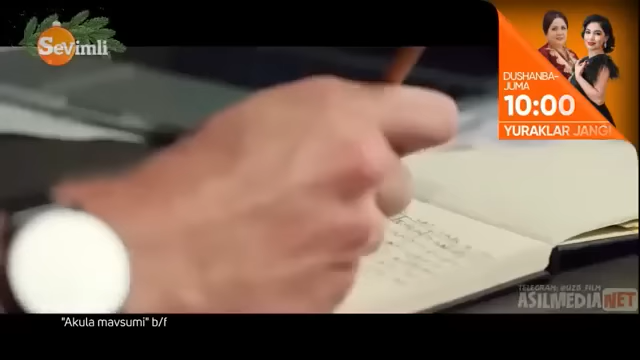 Sevimli
DUSHANBA-
JUMA
10:00
YURAKLAR JANGI
TELEGRAM: @UZB_FILM
ASILMEDIA.NET
"Akula mavsumi" b/f